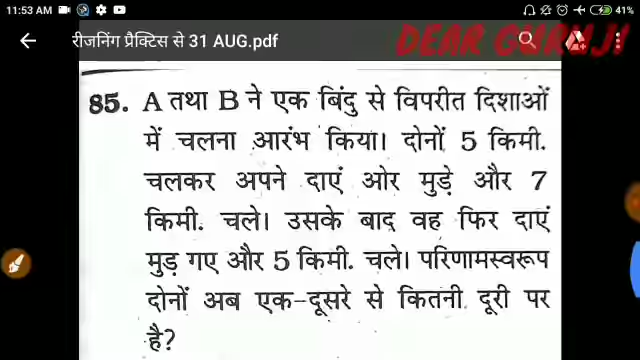 11:53 AM
41%
रीजनिंग प्रैक्टिस से 31 AUG.pdf
DEAR GURUJI
85. A तथा B ने एक बिंदु से विपरीत दिशाओं
में चलना आरंभ किया। दोनों 5 किमी.
चलकर अपने दाएं ओर मुड़े और 7
किमी. चले। उसके बाद वह फिर दाएं
मुड़ गए और 5 किमी. चले। परिणामस्वरूप
दोनों अब एक-दूसरे से कितनी दूरी पर
है?